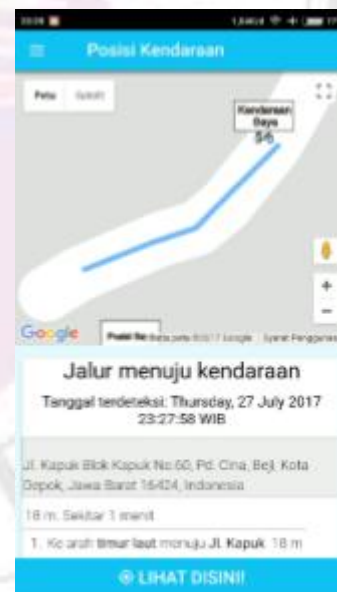 Posisi Kendaraan
Peta Satelit
Kendaraan
Saya
Google
Jalur menuju kendaraan
Tanggal terdeteksi: Thursday, 27 July 2017
23:27:58 WIB
Jl. Kapuk Blok Kapuk No.60, Pd. Cina, Beji, Kota
Depok, Jawa Barat 16424, Indonesia
18 m. Sekitar 1 menit
1. Ke arah timur laut menuju Jl. Kapuk 18 m
LIHAT DISINI!